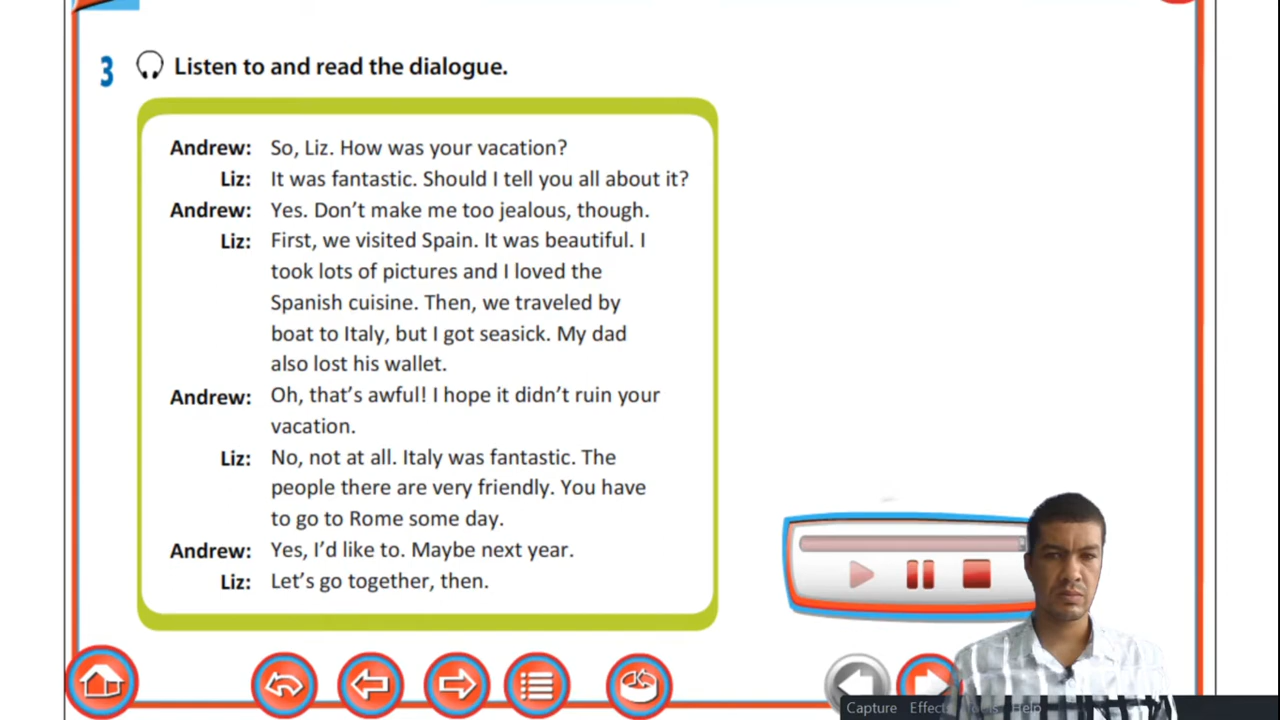 3 Listen to and read the dialogue.
Andrew: So, Liz. How was your vacation?
Liz: It was fantastic. Should I tell you all about it?
Andrew: Yes. Don't make me too jealous, though.
Liz: First, we visited Spain. It was beautiful. I
took lots of pictures and I loved the
Spanish cuisine. Then, we traveled by
boat to Italy, but I got seasick. My dad
also lost his wallet.
Andrew: Oh, that's awful! I hope it didn't ruin your
vacation.
Liz: No, not at all. Italy was fantastic. The
people there are very friendly. You have
to go to Rome some day.
Andrew: Yes, I'd like to. Maybe next year.
Liz: Let's go together, then.
Capture Effects Tools Help